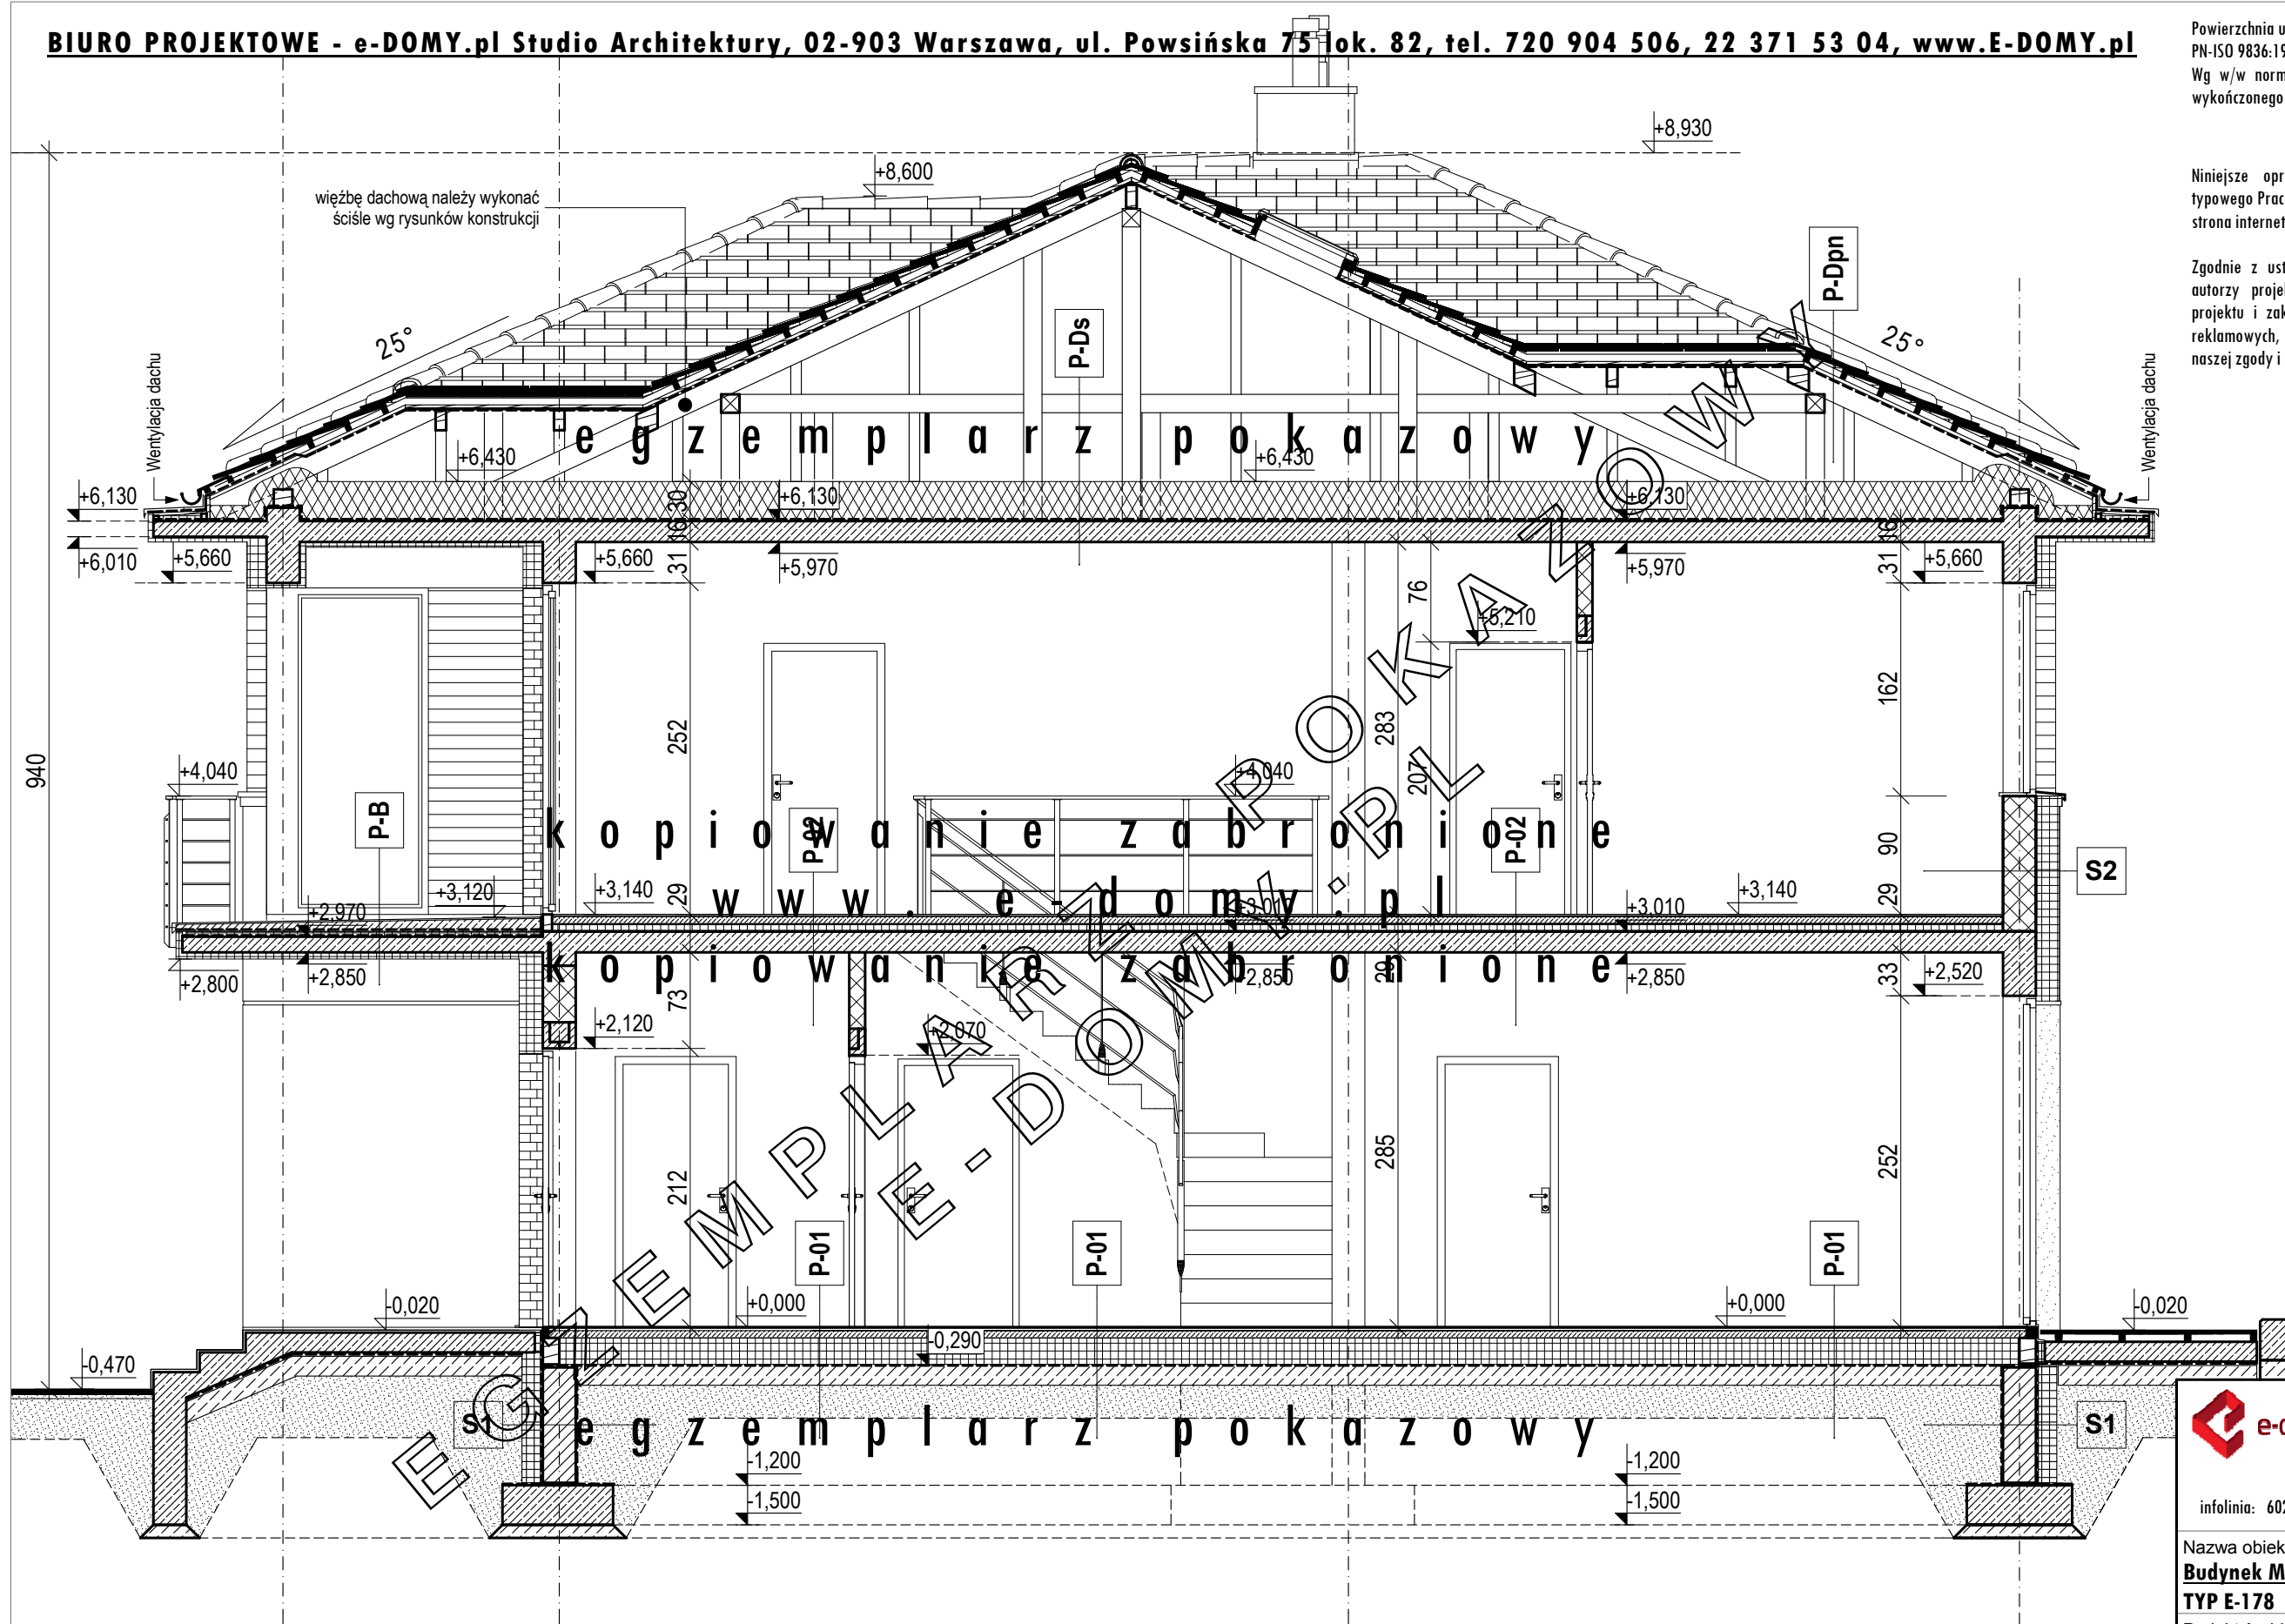 BIURO PROJEKTOWE - e-DOMY.pl Studio Architektury, 02-903 Warszawa, ul. Powsińska 75 lok. 82, tel. 720 904 506, 22 371 53 04, www.E-DOMY.pl
Powierzchnia u
PN-ISO 9836:19
Wg w/w norm
wykończonego
Niniejsze opr
typowego Prac
strona internet
Zgodnie z ust
autorzy projek
projektu i zak
reklamowych,
naszej zgody i
+8,930
+8,600
więźbę dachową należy wykonać
ściśle wg rysunków konstrukcji
25°
25°
Wentylacja dachu
Wentylacja dachu
P-Ds
P-Dpn
egzemplarz pokazowy
+6,430
+6,430
+6,130
+6,130
+6,130
30
16
16
+6,010
+5,660
+5,660
31
+5,970
+5,970
31
+5,660
76
+5,210
940
252
283
207
162
+4,040
+4,040
P-B
P-02
P-02
kopiowanie zabronione
90
S2
+3,120
+3,140
29
+3,140
29
www.e-domy.pl
+2,970
+3,010
+3,010
kopiowanie zabronione
+2,800
+2,850
+2,850
29
+2,850
33
+2,520
73
+2,120
+2,070
212
285
252
P-01
P-01
P-01
-0,020
+0,000
+0,000
-0,020
-0,290
-0,470
S1
S1
egzemplarz pokazowy
-1,200
-1,200
-1,500
-1,500
EGZEMPLARZ POKAZOWY
E-DOMY.PL
e-d
infolinia: 602
Nazwa obiek
Budynek M
TYP E-178